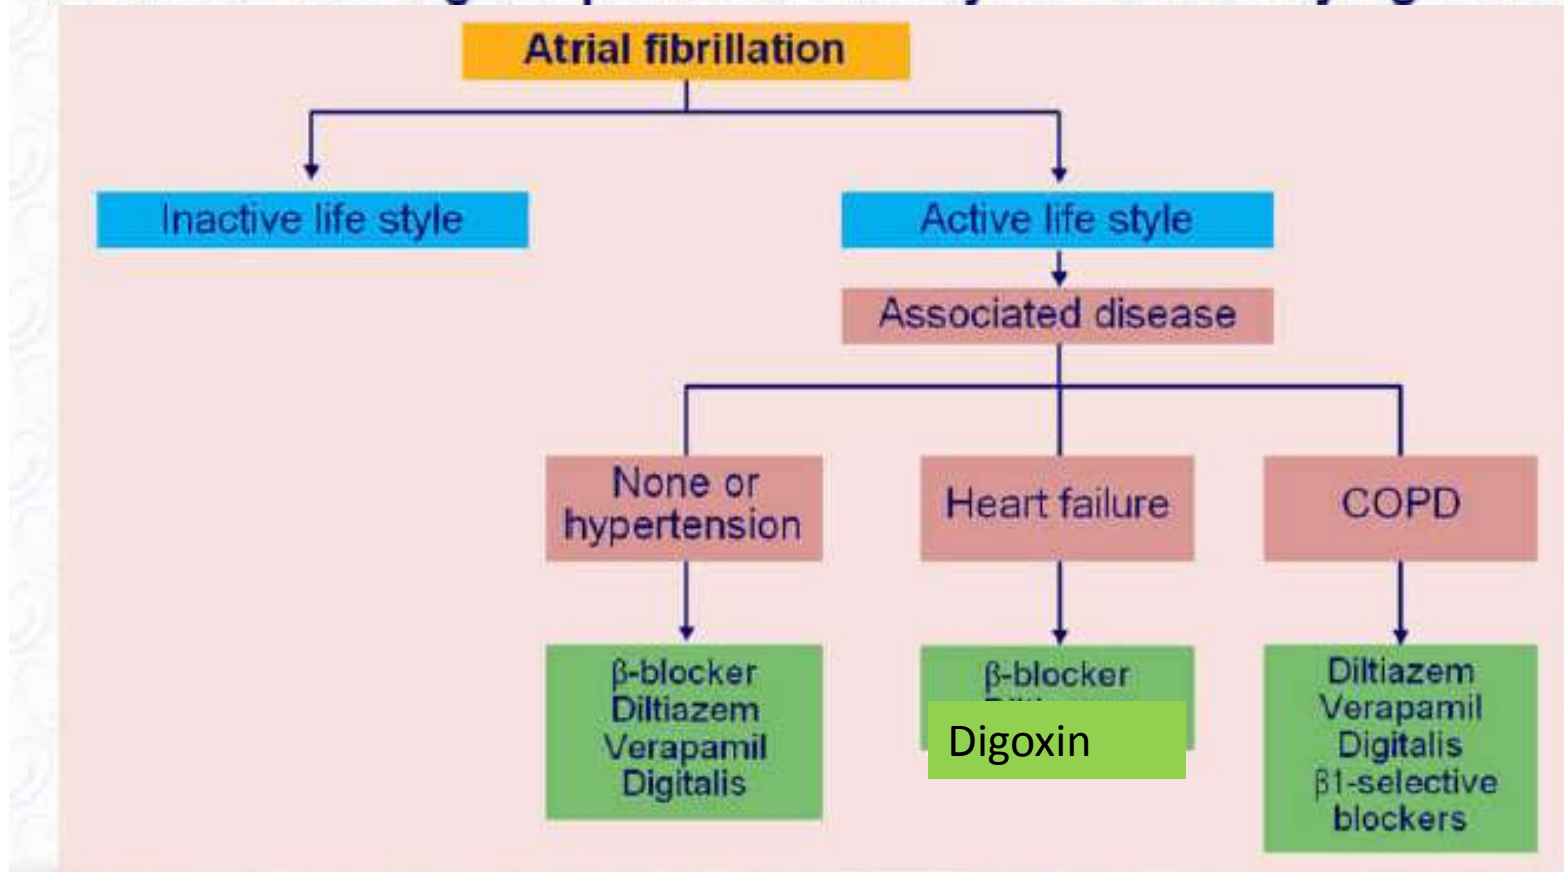 Atrial fibrillation
Inactive life style
Active life style
Associated disease
None or
hypertension
Heart failure
COPD
β-blocker
Diltiazem
Verapamil
Digitalis
β-blocker
Digoxin
Diltiazem
Verapamil
Digitalis
β1-selective
blockers